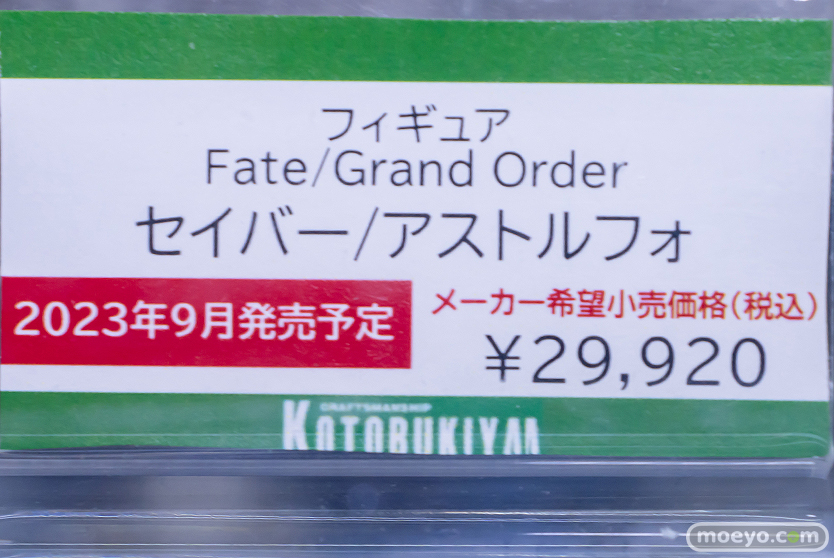 フィギュア
Fate/Grand Order
セイバー/アストルフォ
2023年9月発売予定
メーカー希望小売価格(税込)
¥29,920
CRAFTSMANSHIP
KOTOBUKIYA
moeyo.com